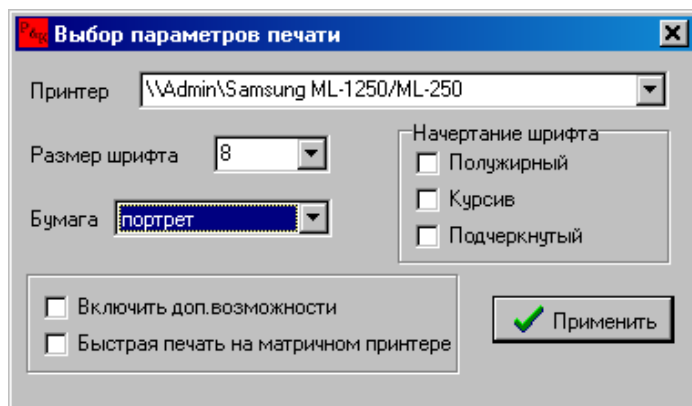 Р&К Выбор параметров печати
Принтер \\Admin\Samsung ML-1250/ML-250
Начертание шрифта
Размер шрифта 8
Полужирный
Курсив
Бумага портрет
Подчеркнутый
Включить доп.возможности
Применить
Быстрая печать на матричном принтере